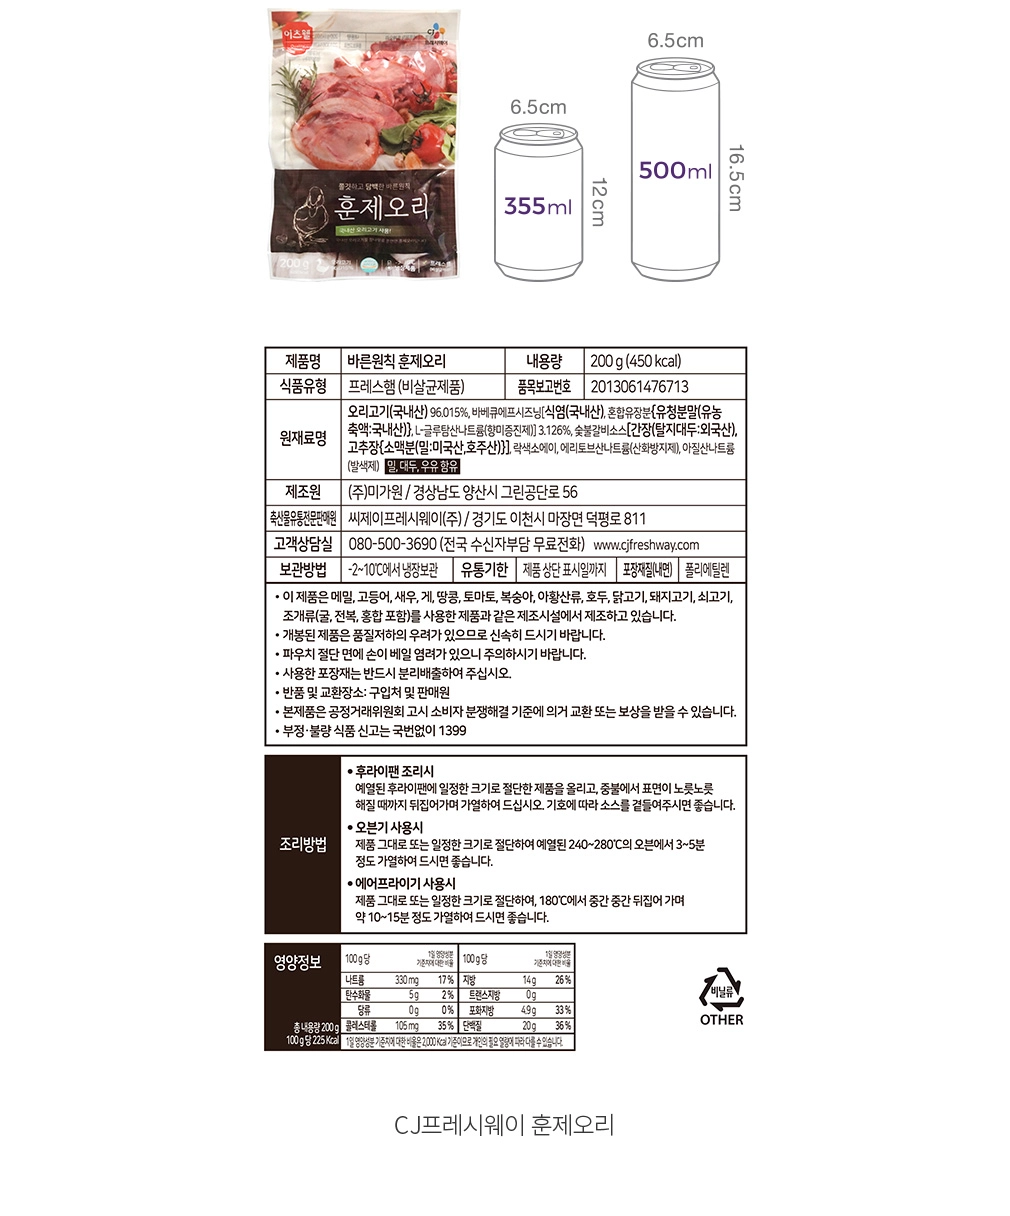 이츠웰
CJ
프레시웨이
쫄깃하고 담백한 바른원칙
훈제오리
국내산 오리고기 사용!
200 g
6.5cm
355ml
12cm
6.5cm
500ml
16.5cm
제품명 바른원칙 훈제오리 내용량 200 g (450 kcal)
식품유형 프레스햄 (비살균제품) 품목보고번호 2013061476713
원재료명 오리고기(국내산) 96.015%, 바베큐에프시즈닝[식염(국내산), 혼합유장분{유청분말(유농
축액:국내산)}, L-글루탐산나트륨(향미증진제)] 3.126%, 숯불갈비소스[간장(탈지대두:외국산),
고추장{소맥분(밀:미국산,호주산)}], 락색소에이, 에리토브산나트륨(산화방지제), 아질산나트륨
(발색제) 밀, 대두, 우유 함유
제조원 (주)미가원 / 경상남도 양산시 그린공단로 56
축산물유통전문판매원 씨제이프레시웨이(주) / 경기도 이천시 마장면 덕평로 811
고객상담실 080-500-3690 (전국 수신자부담 무료전화) www.cjfreshway.com
보관방법 -2~10℃에서 냉장보관 유통기한 제품 상단 표시일까지 포장재질(내면) 폴리에틸렌
• 이 제품은 메밀, 고등어, 새우, 게, 땅콩, 토마토, 복숭아, 아황산류, 호두, 닭고기, 돼지고기, 쇠고기,
조개류(굴, 전복, 홍합 포함)를 사용한 제품과 같은 제조시설에서 제조하고 있습니다.
• 개봉된 제품은 품질저하의 우려가 있으므로 신속히 드시기 바랍니다.
• 파우치 절단 면에 손이 베일 염려가 있으니 주의하시기 바랍니다.
• 사용한 포장재는 반드시 분리배출하여 주십시오.
• 반품 및 교환장소: 구입처 및 판매원
• 본제품은 공정거래위원회 고시 소비자 분쟁해결 기준에 의거 교환 또는 보상을 받을 수 있습니다.
• 부정·불량 식품 신고는 국번없이 1399
조리방법
• 후라이팬 조리시
예열된 후라이팬에 일정한 크기로 절단한 제품을 올리고, 중불에서 표면이 노릇노릇
해질 때까지 뒤집어가며 가열하여 드십시오. 기호에 따라 소스를 곁들여주시면 좋습니다.
• 오븐기 사용시
제품 그대로 또는 일정한 크기로 절단하여 예열된 240~280℃의 오븐에서 3~5분
정도 가열하여 드시면 좋습니다.
• 에어프라이기 사용시
제품 그대로 또는 일정한 크기로 절단하여, 180℃에서 중간 중간 뒤집어 가며
약 10~15분 정도 가열하여 드시면 좋습니다.
영양정보
총 내용량 200 g
100 g 당 225 Kcal
100 g 당 1일 영양성분 기준치에 대한 비율 100 g 당 1일 영양성분 기준치에 대한 비율
나트륨 330 mg 17 % 지방 14 g 26 %
탄수화물 5 g 2 % 트랜스지방 0 g
당류 0 g 0 % 포화지방 4.9 g 33 %
콜레스테롤 105 mg 35 % 단백질 20 g 36 %
1일 영양성분 기준치에 대한 비율은 2,000 Kcal 기준이므로 개인의 필요 열량에 따라 다를 수 있습니다.
비닐류
OTHER
CJ프레시웨이 훈제오리